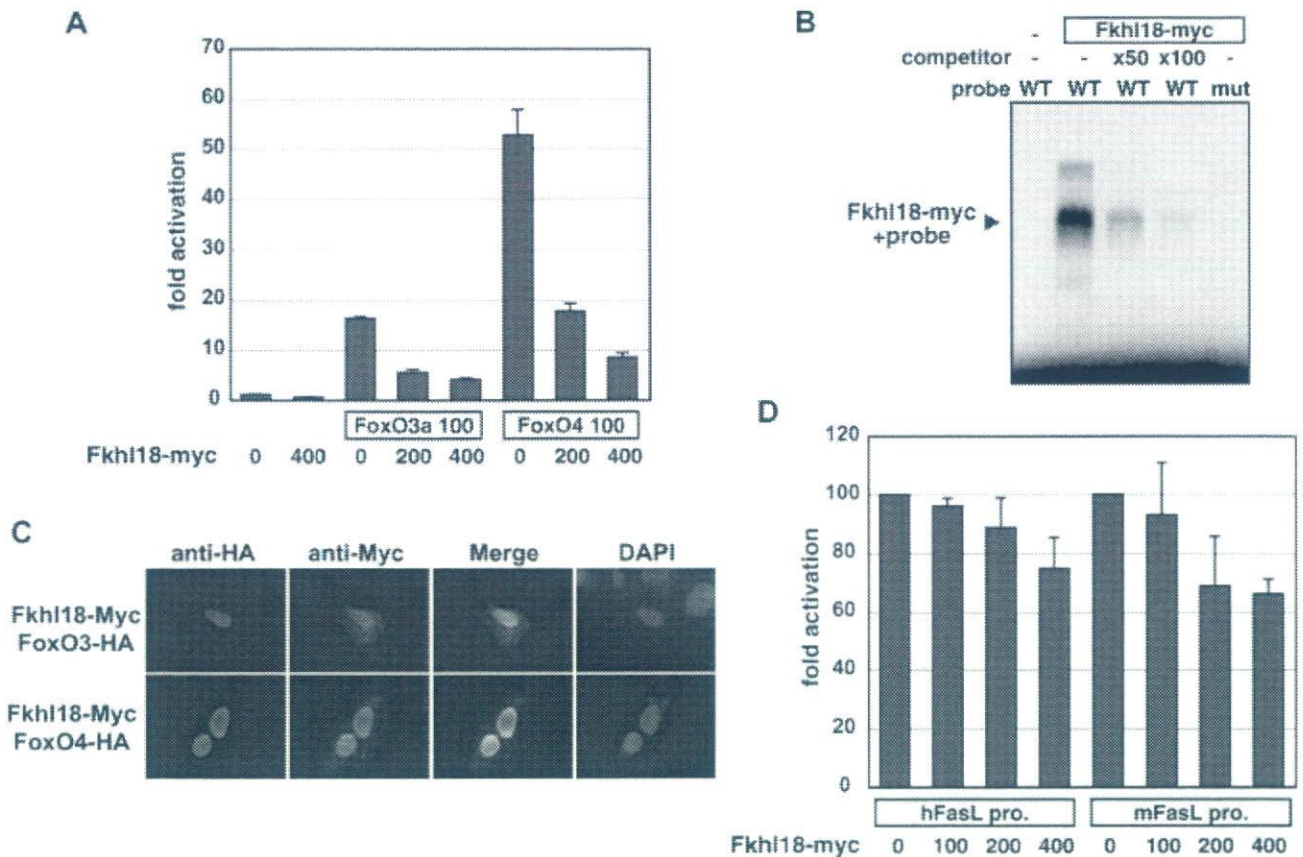 A
70
60
50
40
30
20
10
0
fold activation
FoxO3a 100
FoxO4 100
Fkhl18-myc 0 400 0 200 400 0 200 400
B
- Fkhl18-myc
competitor - - x50 x100 -
probe WT WT WT WT mut
Fkhl18-myc
+probe
C
anti-HA anti-Myc Merge DAPI
Fkhl18-Myc
FoxO3-HA
Fkhl18-Myc
FoxO4-HA
D
120
100
80
60
40
20
0
fold activation
hFasL pro. mFasL pro.
Fkhl18-myc 0 100 200 400 0 100 200 400